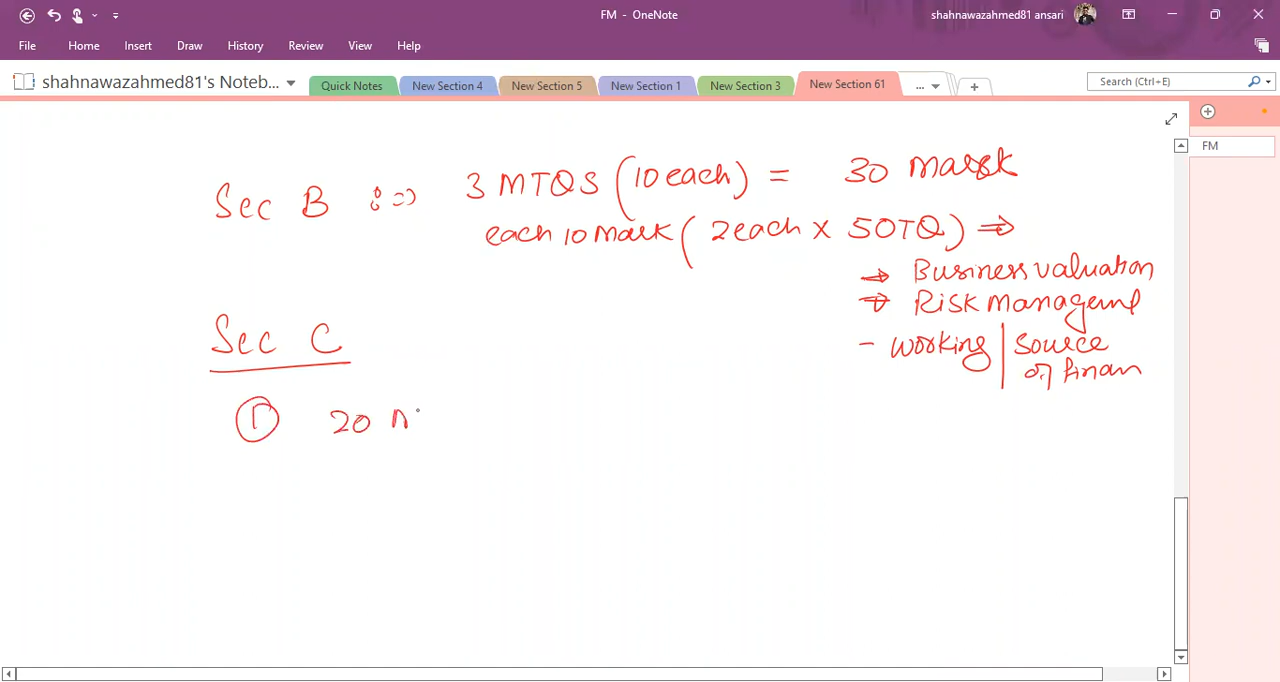 FM - OneNote
shahnawazahmed81 ansari
File Home Insert Draw History Review View Help
shahnawazahmed81's Noteb... Quick Notes New Section 4 New Section 5 New Section 1 New Section 3 New Section 61 ... + Search (Ctrl+E)
FM
Sec B :=> 3 MTQS (10 each) = 30 mark
each 10 mark (2 each X 5 OTQ) ⇒
→ Business valuation
→ Risk managemt
- working | source
of finan
Sec C
① 20